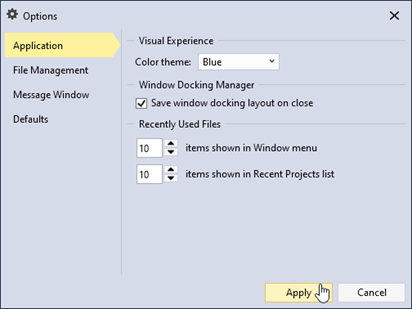 Options
Application
File Management
Message Window
Defaults
Visual Experience
Color theme: Blue
Window Docking Manager
Save window docking layout on close
Recently Used Files
10 items shown in Window menu
10 items shown in Recent Projects list
Apply Cancel